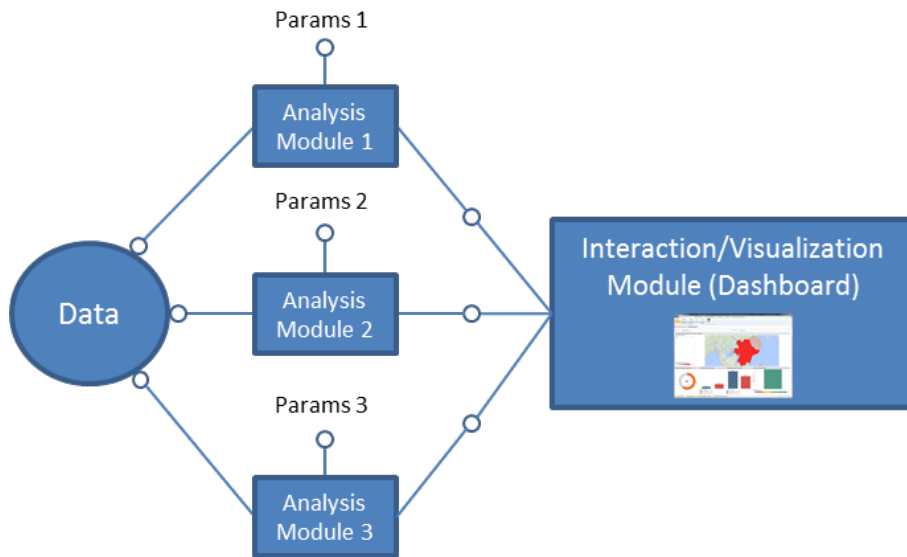 Params 1
Analysis
Module 1
Params 2
Interaction/Visualization
Module (Dashboard)
Data
Analysis
Module 2
Params 3
Analysis
Module 3